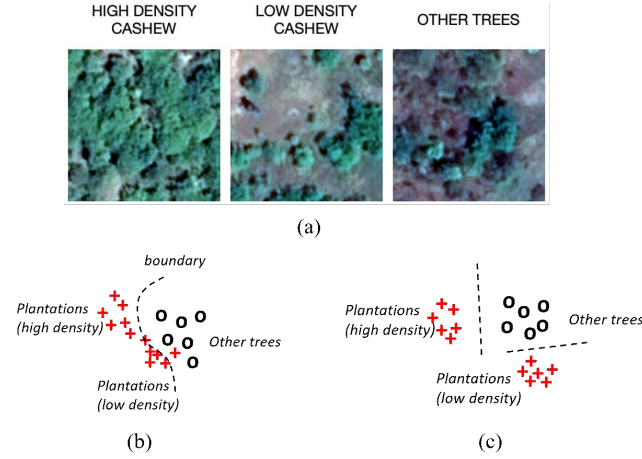 HIGH DENSITY
CASHEW
LOW DENSITY
CASHEW
OTHER TREES
(a)
boundary
Plantations
(high density)
Other trees
Plantations
(low density)
(b)
Plantations
(high density)
Other trees
Plantations
(low density)
(c)